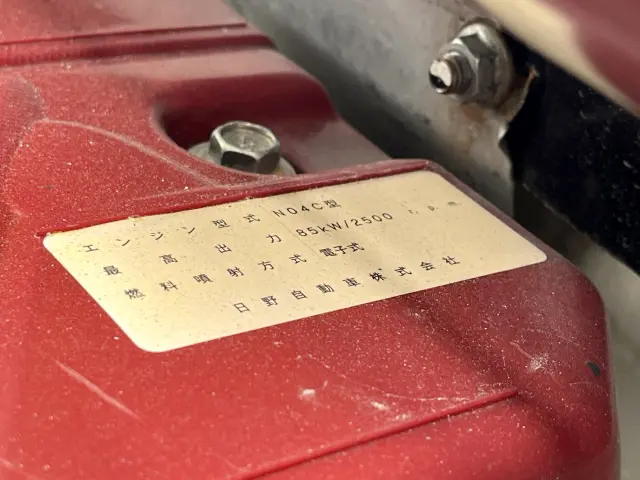 エンジン型式 N04C型
最高出力 85kW/2500 r.p.m.
燃料噴射方式 電子式
日野自動車株式会社